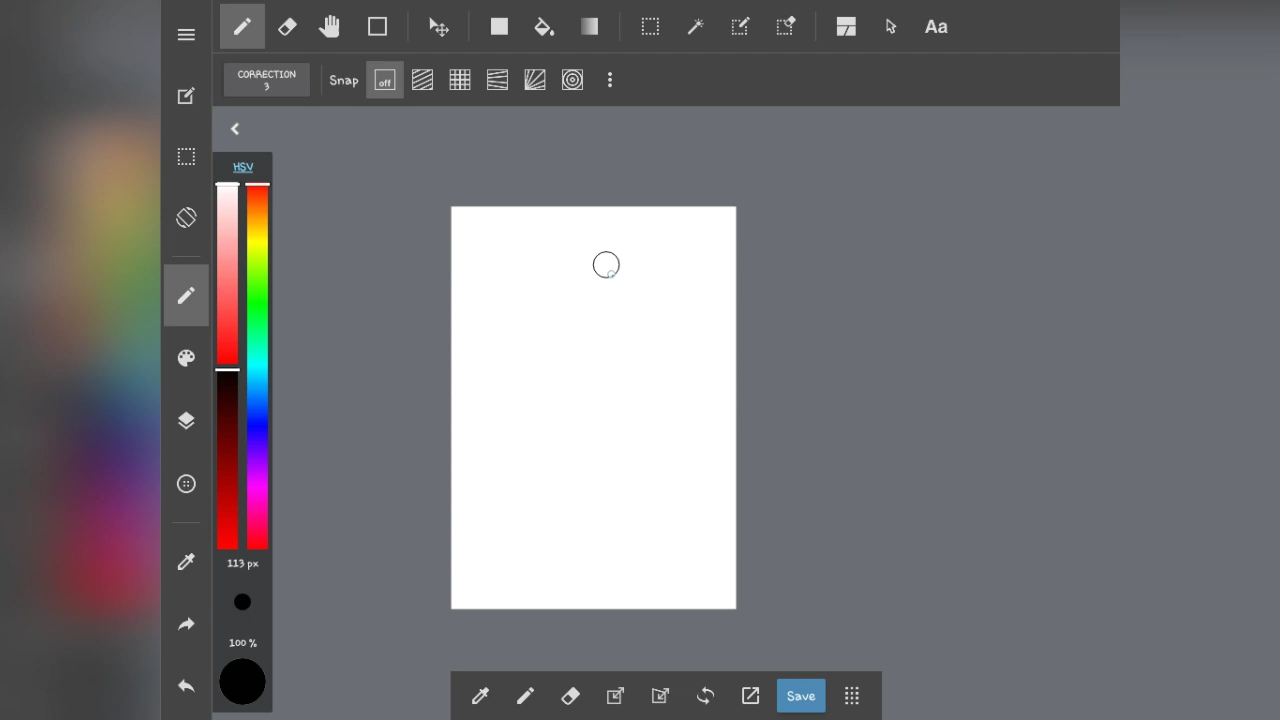 Aa
CORRECTION
3
Snap
off
HSV
113 px
100 %
Save